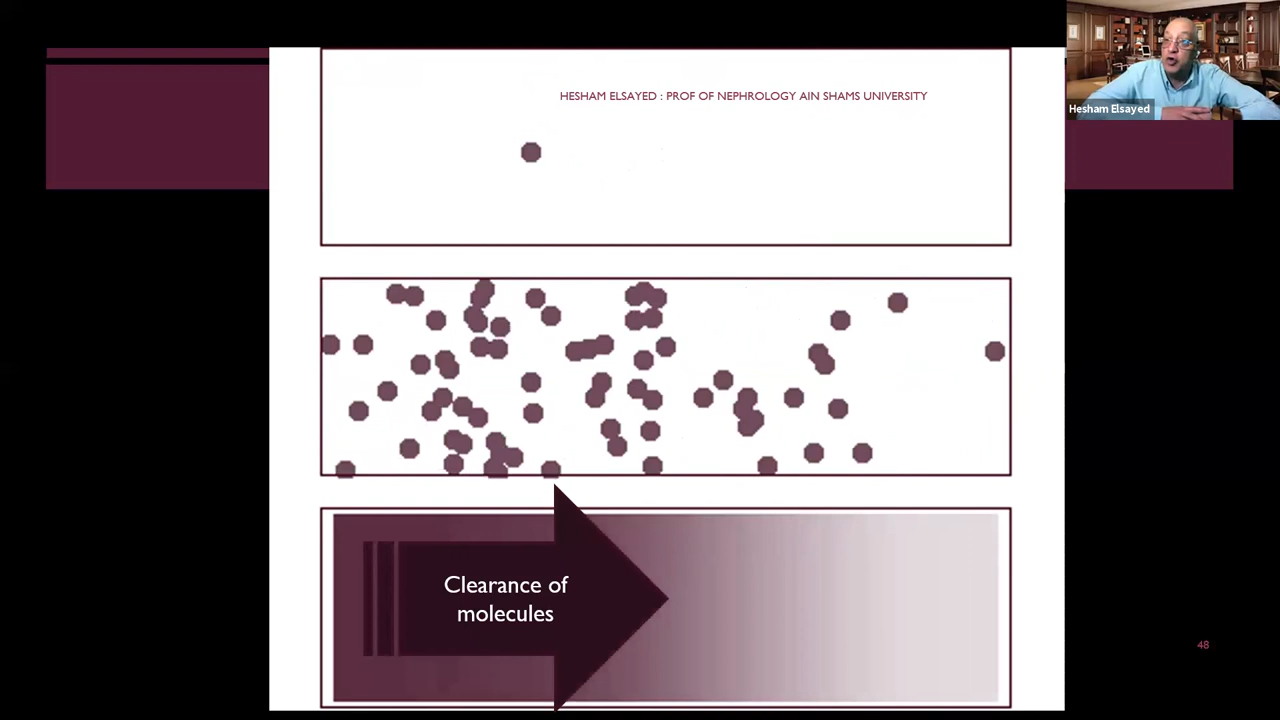 HESHAM ELSAYED : PROF OF NEPHROLOGY AIN SHAMS UNIVERSITY
Hesham Elsayed
Clearance of
molecules
48